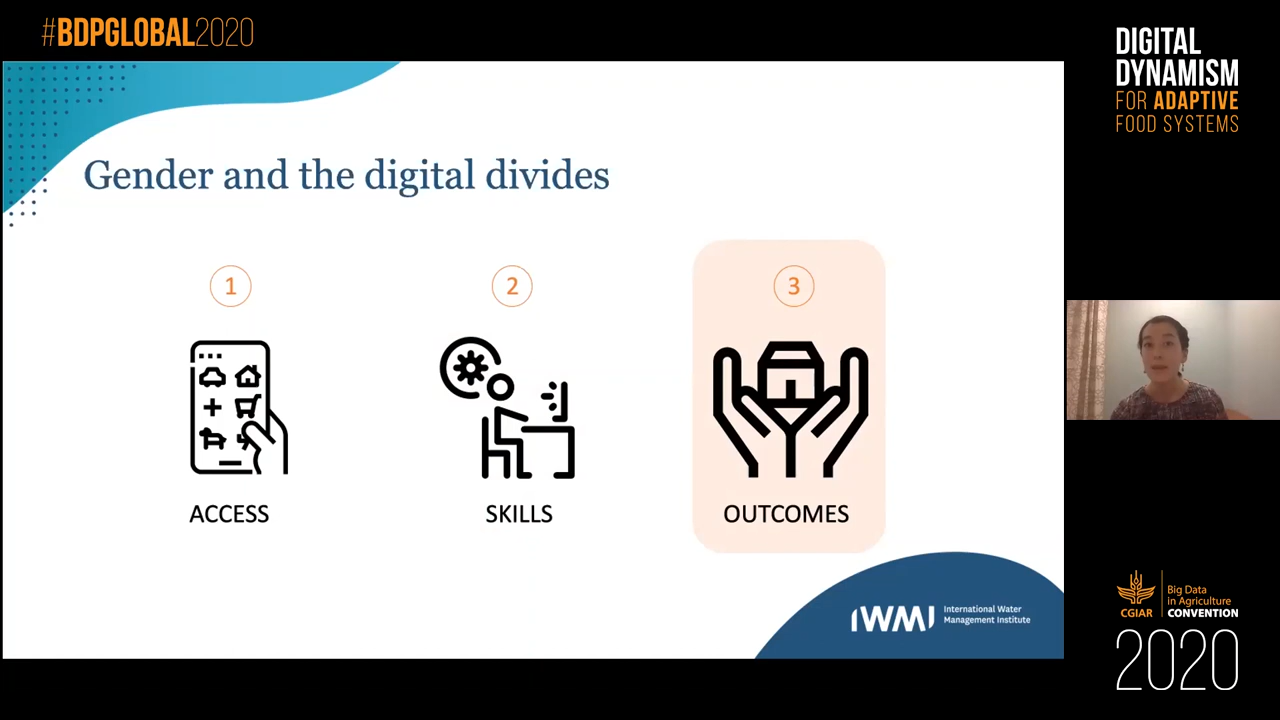 #BDPGLOBAL2020
DIGITAL
DYNAMISM
FOR ADAPTIVE
FOOD SYSTEMS
Gender and the digital divides
1
2
3
ACCESS
SKILLS
OUTCOMES
IWMI
International Water
Management Institute
CGIAR
Big Data
in Agriculture
CONVENTION
2020